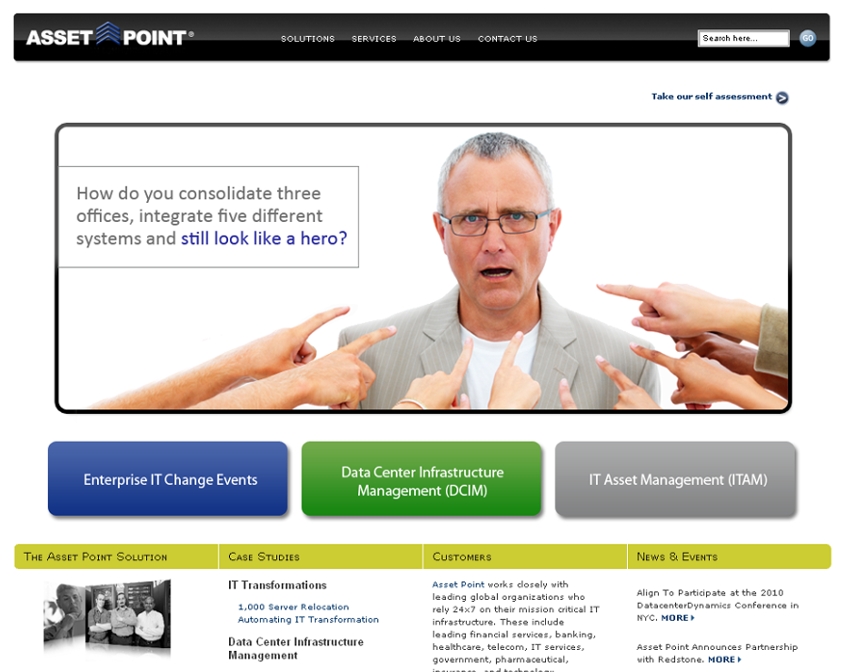 ASSET POINT®
SOLUTIONS SERVICES ABOUT US CONTACT US
Search here...
GO
Take our self assessment
How do you consolidate three
offices, integrate five different
systems and still look like a hero?
Enterprise IT Change Events
Data Center Infrastructure
Management (DCIM)
IT Asset Management (ITAM)
THE ASSET POINT SOLUTION
CASE STUDIES
IT Transformations
1,000 Server Relocation
Automating IT Transformation
Data Center Infrastructure
Management
CUSTOMERS
Asset Point works closely with
leading global organizations who
rely 24x7 on their mission critical IT
infrastructure. These include
leading financial services, banking,
healthcare, telecom, IT services,
government, pharmaceutical,
insurance, and technology
NEWS & EVENTS
Align To Participate at the 2010
DatacenterDynamics Conference in
NYC. MORE
Asset Point Announces Partnership
with Redstone. MORE